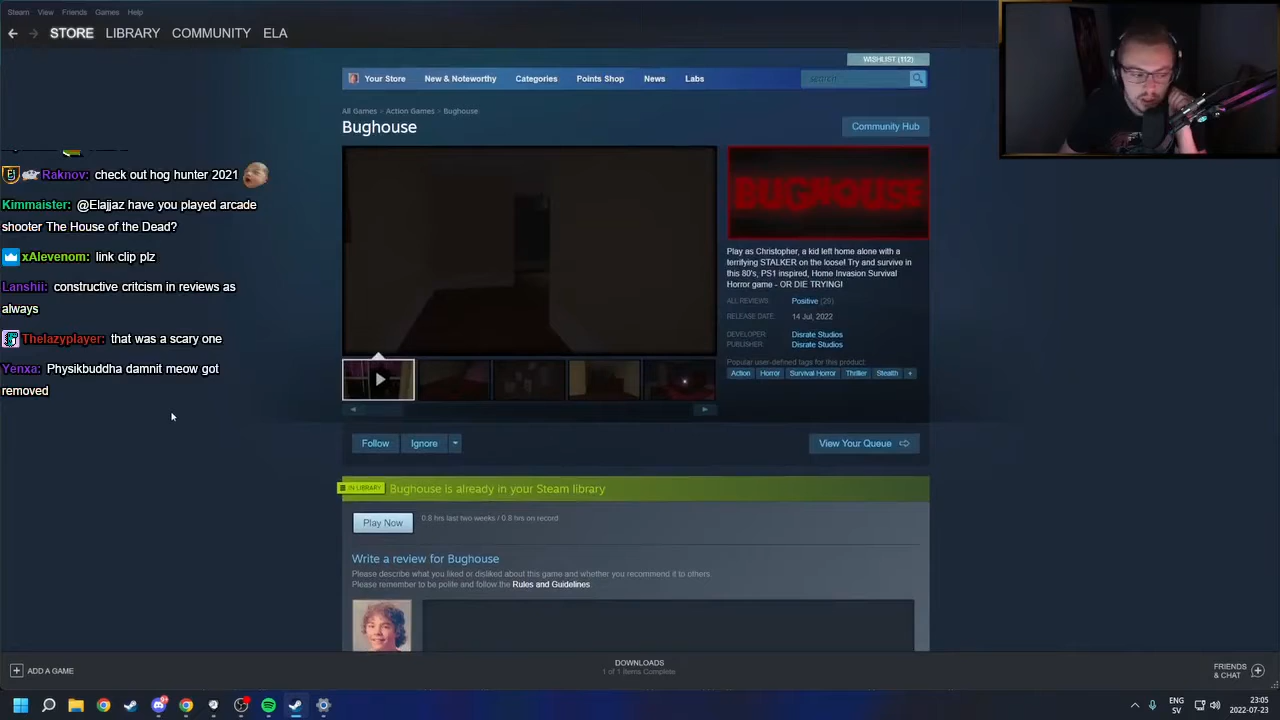 Steam View Friends Games Help
STORE LIBRARY COMMUNITY ELA
WISHLIST (112)
Your Store New & Noteworthy Categories Points Shop News Labs search
All Games > Action Games > Bughouse
Bughouse
Community Hub
Raknov: check out hog hunter 2021
Kimmaister: @Elajjaz have you played arcade
shooter The House of the Dead?
xAlevenom: link clip plz
Lanshii: constructive critcism in reviews as
always
Thelazyplayer: that was a scary one
Yenxa: Physikbuddha damnit meow got
removed
BUGHOUSE
Play as Christopher, a kid left home alone with a
terrifying STALKER on the loose! Try and survive in
this 80's, PS1 inspired, Home Invasion Survival
Horror game - OR DIE TRYING!
ALL REVIEWS: Positive (29)
RELEASE DATE: 14 Jul, 2022
DEVELOPER: Disrate Studios
PUBLISHER: Disrate Studios
Popular user-defined tags for this product:
Action Horror Survival Horror Thriller Stealth +
Follow Ignore View Your Queue
IN LIBRARY Bughouse is already in your Steam library
Play Now 0.8 hrs last two weeks / 0.8 hrs on record
Write a review for Bughouse
Please describe what you liked or disliked about this game and whether you recommend it to others.
Please remember to be polite and follow the Rules and Guidelines.
ADD A GAME
DOWNLOADS
1 of 1 Items Complete
FRIENDS
& CHAT
ENG
SV
23:05
2022-07-23